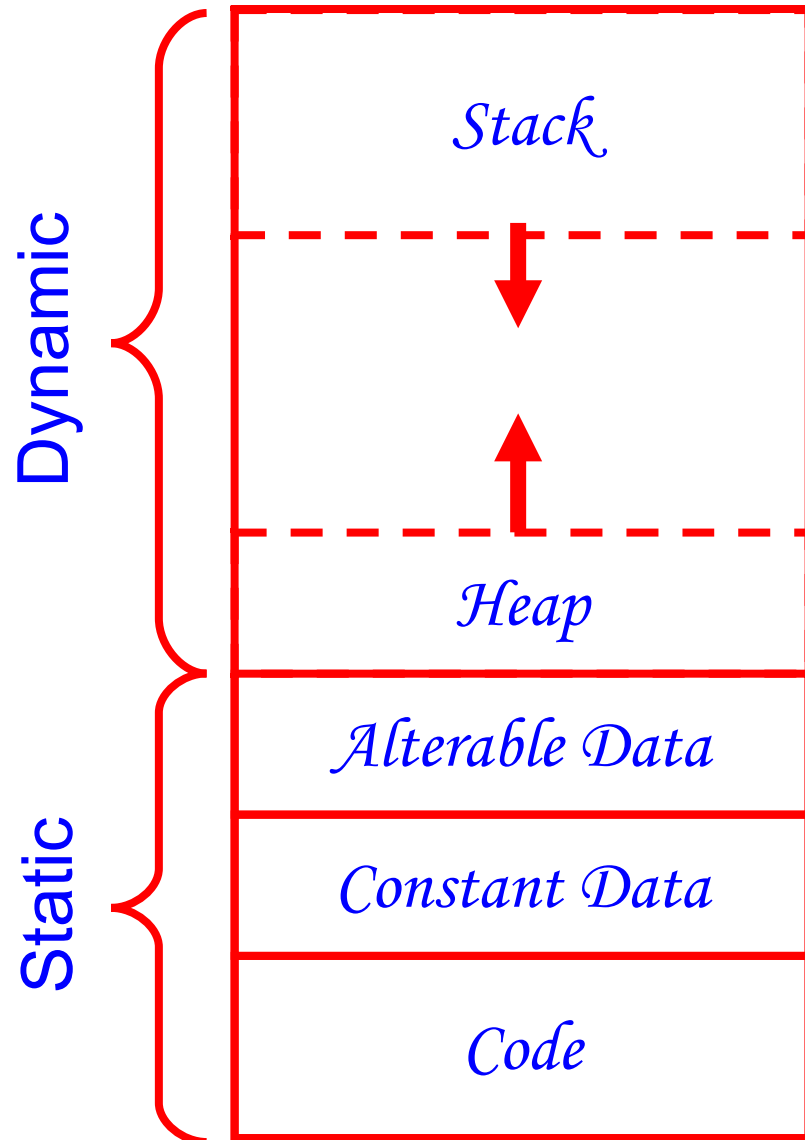 Dynamic
Stack
Heap
Static
Alterable Data
Constant Data
Code